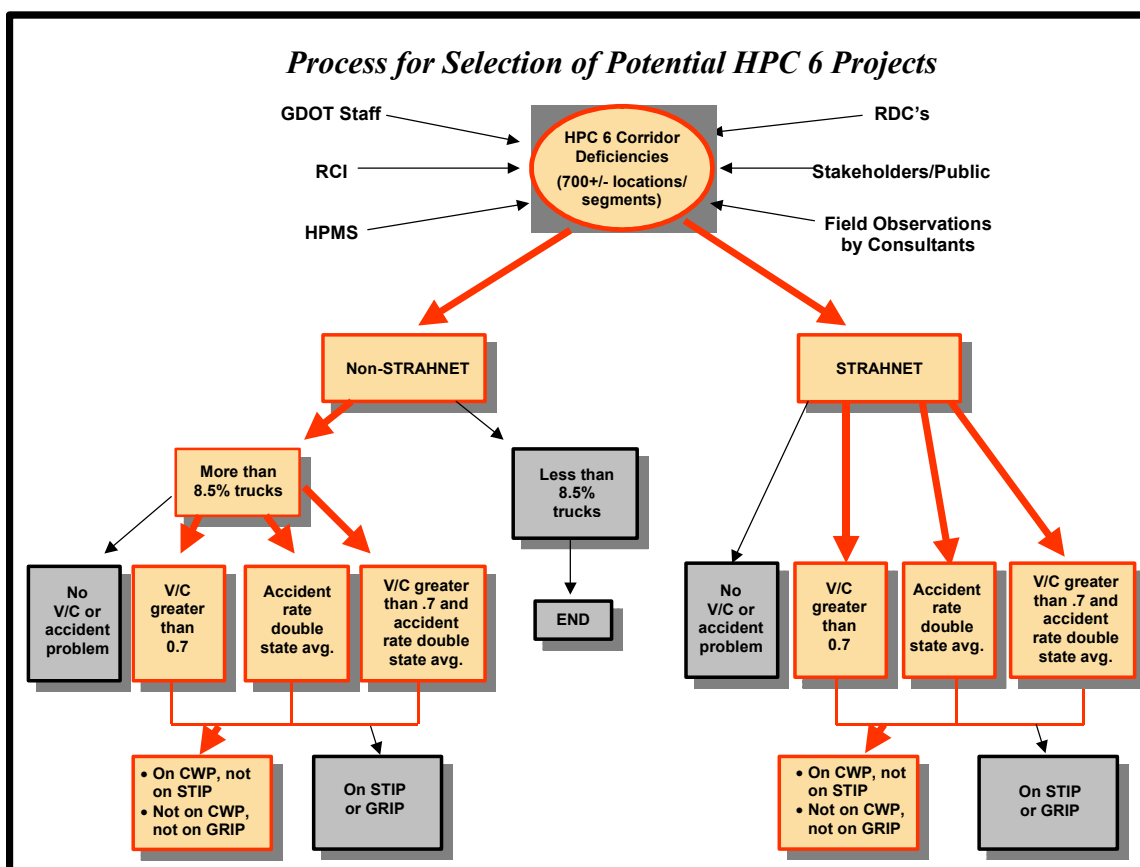 Process for Selection of Potential HPC 6 Projects
GDOT Staff
RCI
HPMS
HPC 6 Corridor
Deficiencies
(700+/- locations/
segments)
RDC's
Stakeholders/Public
Field Observations
by Consultants
Non-STRAHNET
STRAHNET
More than
8.5% trucks
Less than
8.5%
trucks
END
No
V/C or
accident
problem
V/C
greater
than
0.7
Accident
rate
double
state avg.
V/C greater
than .7 and
accident
rate double
state avg.
No
V/C or
accident
problem
V/C
greater
than
0.7
Accident
rate
double
state avg.
V/C greater
than .7 and
accident
rate double
state avg.
• On CWP, not
on STIP
• Not on CWP,
not on GRIP
On STIP
or GRIP
• On CWP, not
on STIP
• Not on CWP,
not on GRIP
On STIP
or GRIP